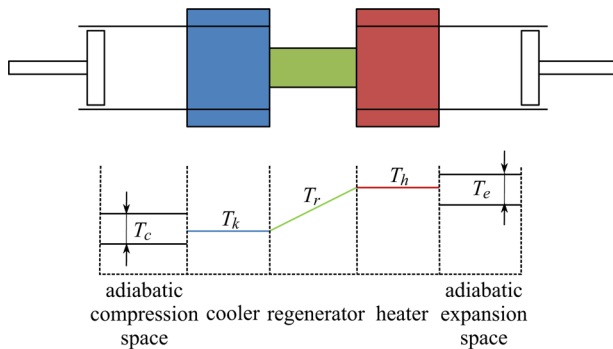 T_h
T_e
T_r
T_c
T_k
adiabatic adiabatic
compression cooler regenerator heater expansion
space space